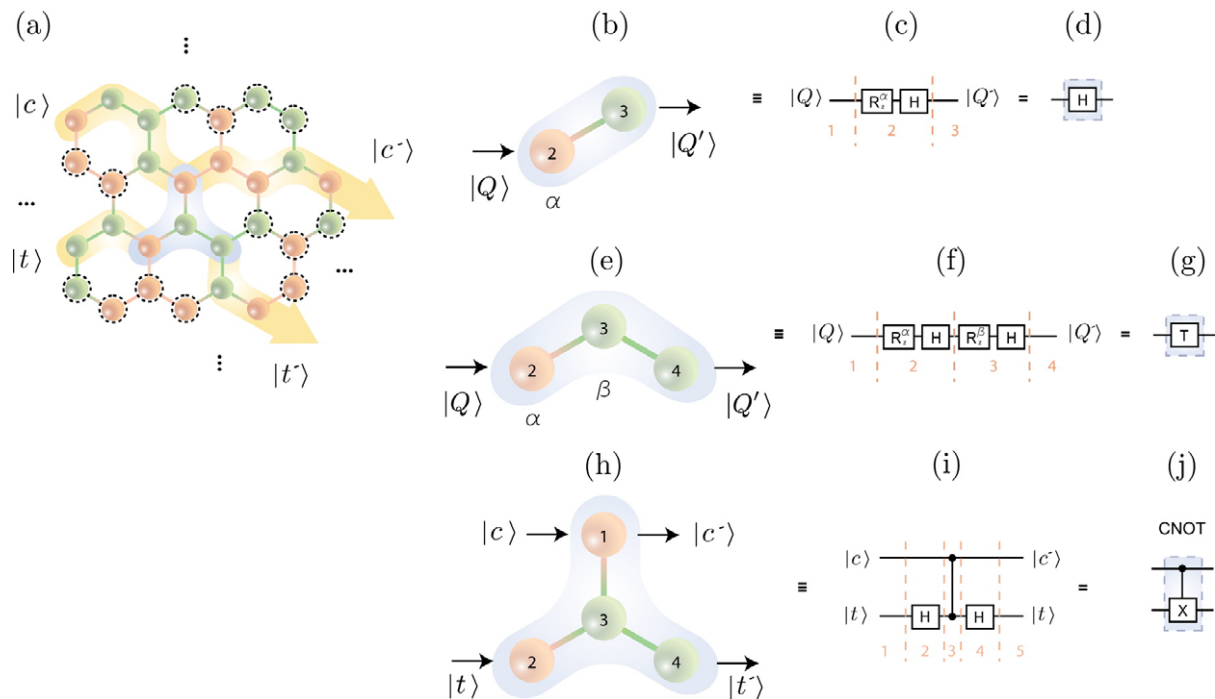 (a)
⋮
|c⟩
|c´⟩
...
|t⟩
...
⋮
|t´⟩
(b)
3
2
|Q⟩
|Q′⟩
α
(c)
≡ |Q⟩ R_z^α H |Q´⟩ =
1 2 3
(d)
H
(e)
3
2
4
|Q⟩
|Q′⟩
α
β
(f)
≡ |Q⟩ R_z^α H R_z^β H |Q´⟩ =
1 2 3 4
(g)
T
(h)
|c⟩ 1 |c´⟩
3
2
4
|t⟩
|t´⟩
(i)
|c⟩ |c´⟩
≡ =
|t⟩ H H |t⟩
1 2 3 4 5
(j)
CNOT
X